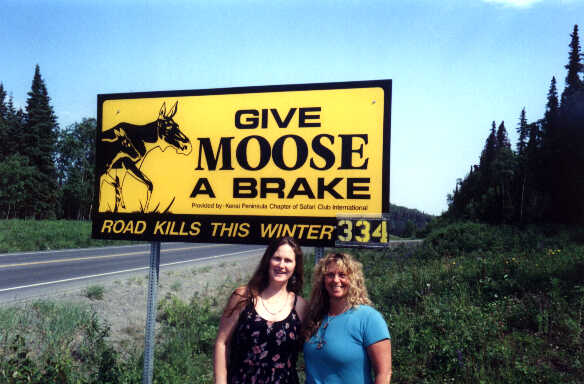 GIVE
MOOSE
A BRAKE
Provided by - Kenai Peninsula Chapter of Safari Club International
ROAD KILLS THIS WINTER 334